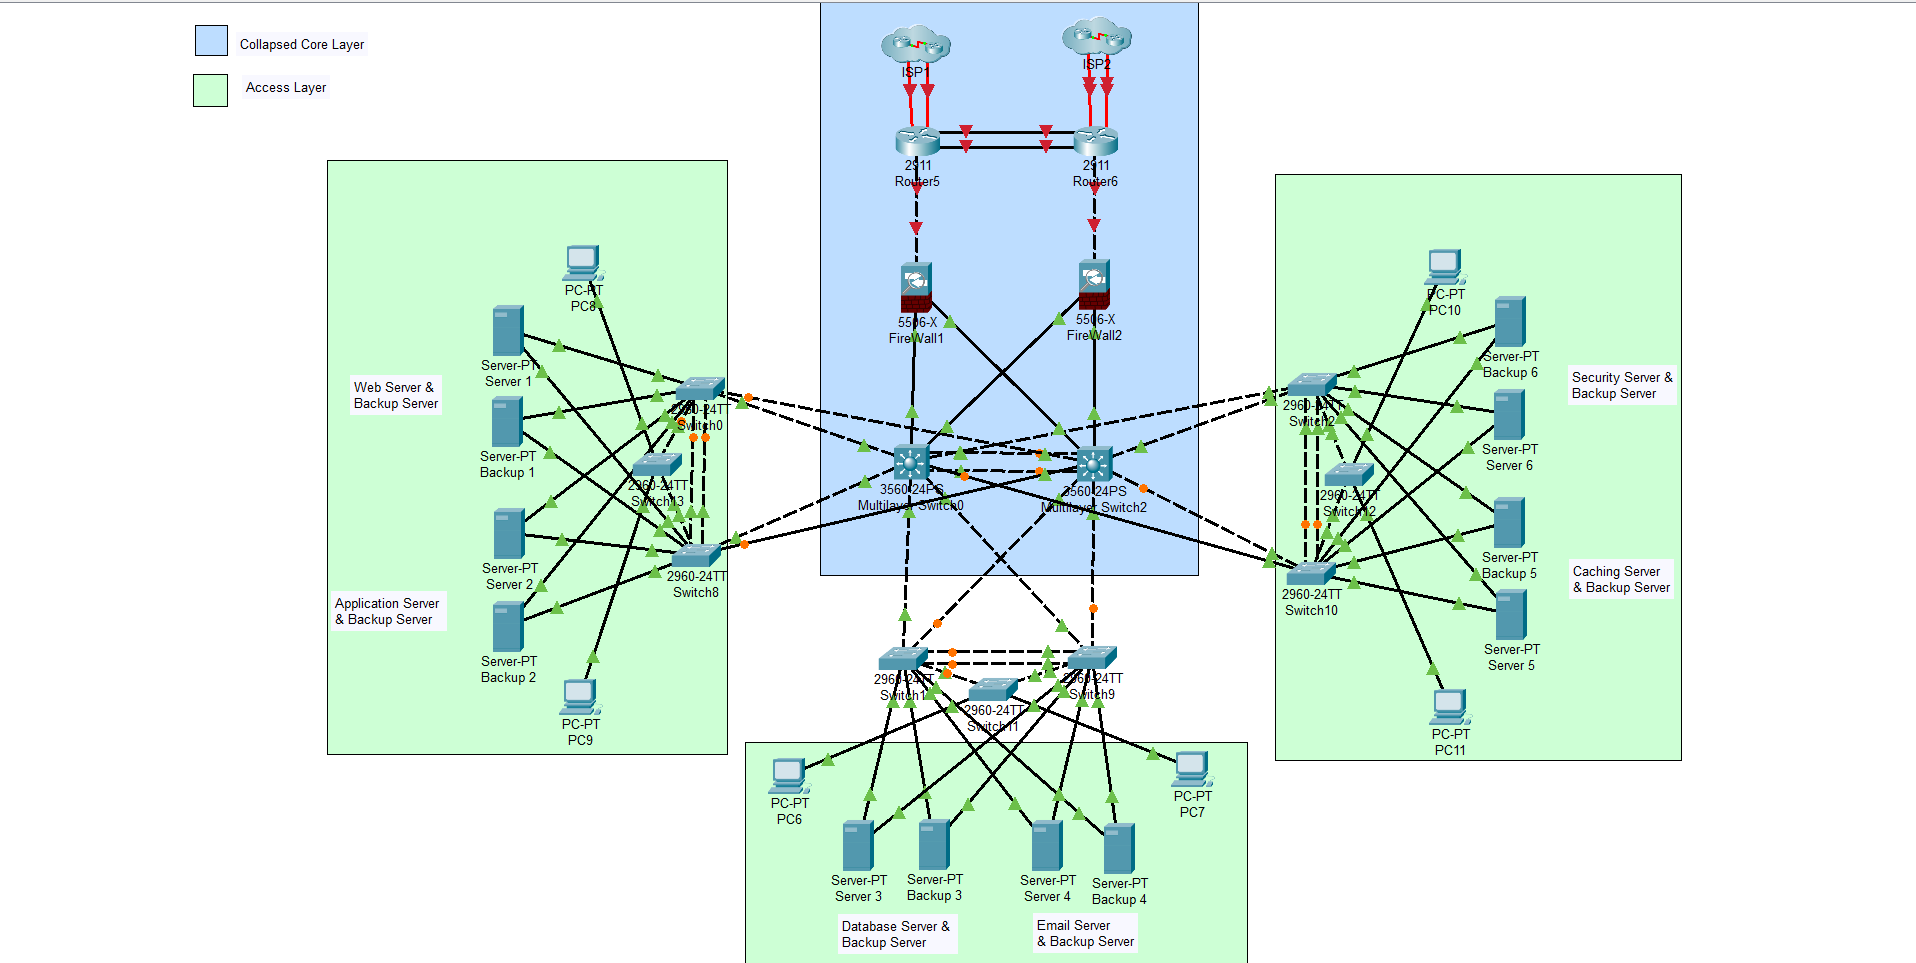 Collapsed Core Layer
Access Layer
ISP1
ISP2
2911
Router5
2911
Router6
5506-X
FireWall1
5506-X
FireWall2
3560-24PS
Multilayer Switch0
3560-24PS
Multilayer Switch2
PC-PT
PC8
Server-PT
Server 1
Web Server &
Backup Server
Server-PT
Backup 1
2960-24TT
Switch0
2960-24TT
Switch13
Server-PT
Server 2
2960-24TT
Switch8
Application Server
& Backup Server
Server-PT
Backup 2
PC-PT
PC9
PC-PT
PC10
Server-PT
Backup 6
Security Server &
Backup Server
2960-24TT
Switch2
Server-PT
Server 6
2960-24TT
Switch12
Server-PT
Backup 5
Caching Server
& Backup Server
2960-24TT
Switch10
Server-PT
Server 5
PC-PT
PC11
2960-24TT
Switch1
2960-24TT
Switch9
2960-24TT
Switch11
PC-PT
PC6
PC-PT
PC7
Server-PT
Server 3
Server-PT
Backup 3
Server-PT
Server 4
Server-PT
Backup 4
Database Server &
Backup Server
Email Server
& Backup Server